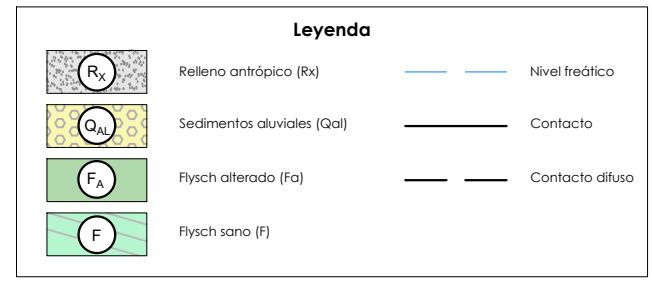 Leyenda
RX Relleno antrópico (Rx) Nivel freático
QAL Sedimentos aluviales (Qal) Contacto
FA Flysch alterado (Fa) Contacto difuso
F Flysch sano (F)